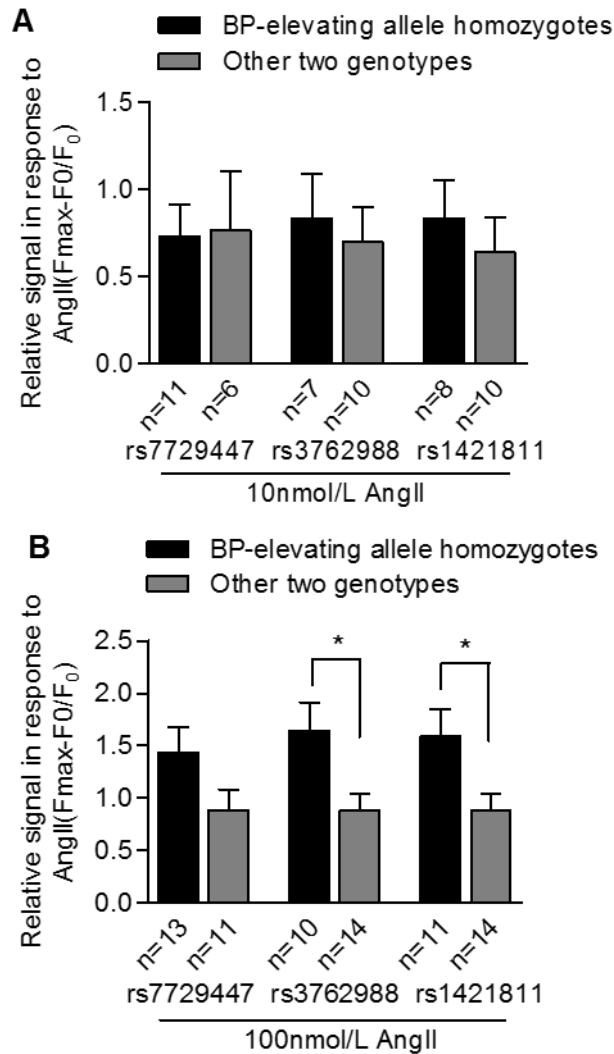 A
BP-elevating allele homozygotes
Other two genotypes
Relative signal in response to
AngII(Fmax-F0/F0)
1.5
1.0
0.5
0.0
n=11 n=6 n=7 n=10 n=8 n=10
rs7729447 rs3762988 rs1421811
10nmol/L AngII
B
BP-elevating allele homozygotes
Other two genotypes
Relative signal in response to
AngII(Fmax-F0/F0)
2.5
2.0
1.5
1.0
0.5
0.0
* *
n=13 n=11 n=10 n=14 n=11 n=14
rs7729447 rs3762988 rs1421811
100nmol/L AngII